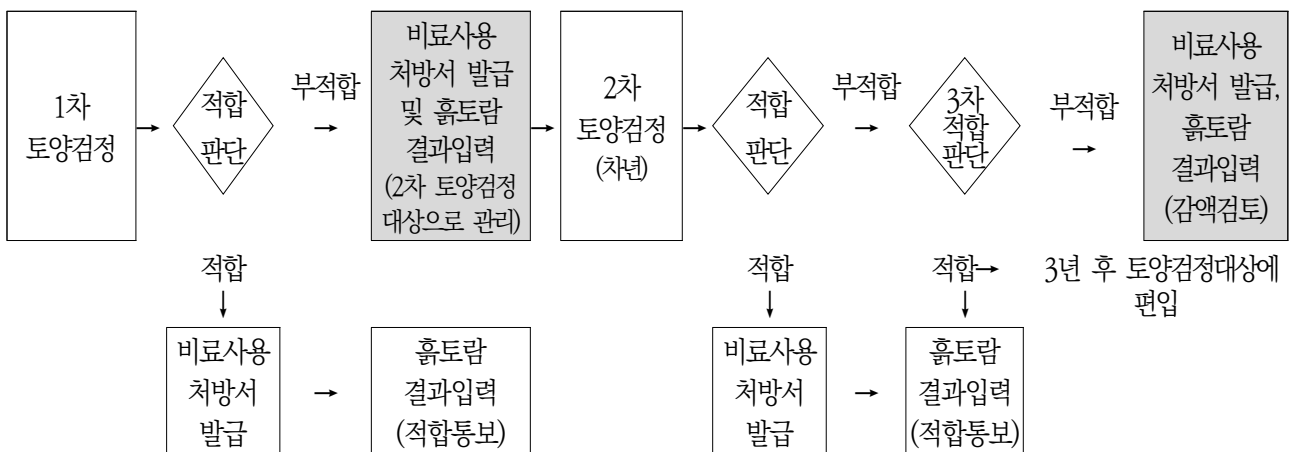 1차
토양검정
적합
판단
부적합
비료사용
처방서 발급
및 흙토람
결과입력
(2차 토양검정
대상으로 관리)
2차
토양검정
(차년)
적합
판단
부적합
3차
적합
판단
부적합
비료사용
처방서 발급,
흙토람
결과입력
(감액검토)
적합
적합
적합
3년 후 토양검정대상에
편입
비료사용
처방서
발급
흙토람
결과입력
(적합통보)
비료사용
처방서
발급
흙토람
결과입력
(적합통보)